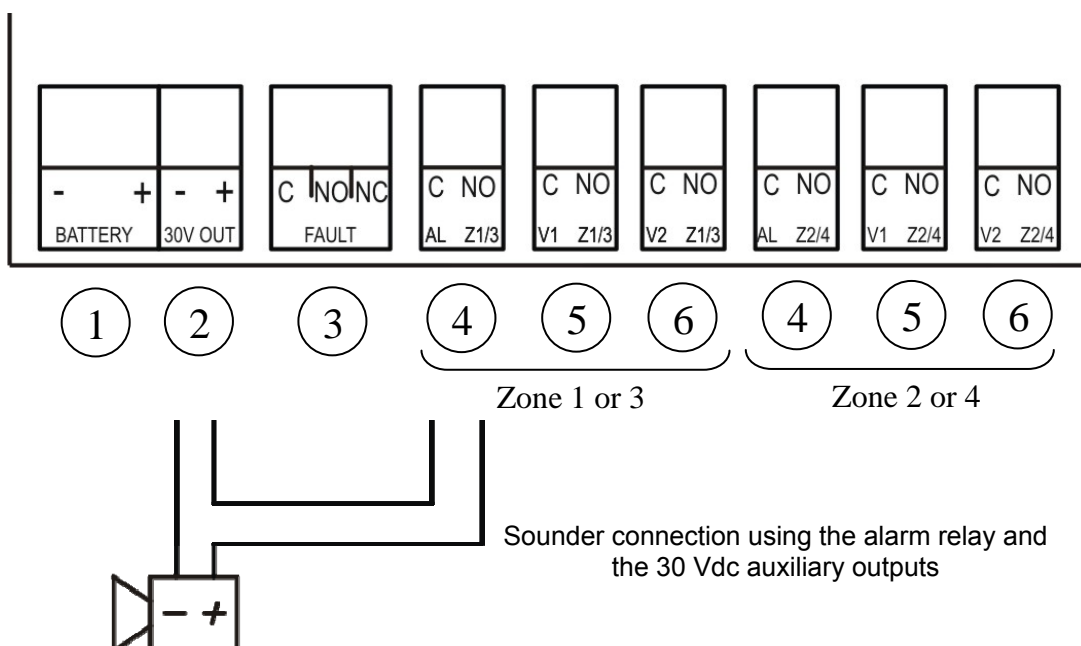 - + - + C NO NC C NO C NO C NO C NO C NO C NO
BATTERY 30V OUT FAULT AL Z1/3 V1 Z1/3 V2 Z1/3 AL Z2/4 V1 Z2/4 V2 Z2/4
1 2 3 4 5 6 4 5 6
Zone 1 or 3 Zone 2 or 4
Sounder connection using the alarm relay and
the 30 Vdc auxiliary outputs
- +